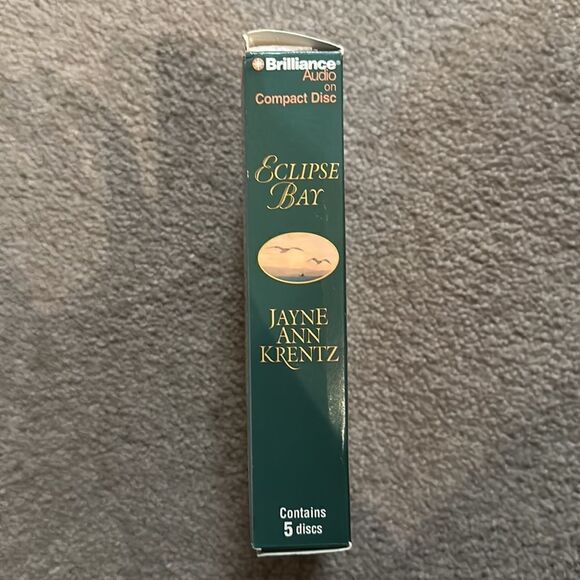 Brilliance®
Audio
on
Compact Disc
ECLIPSE
BAY
JAYNE
ANN
KRENTZ
Contains
5 discs